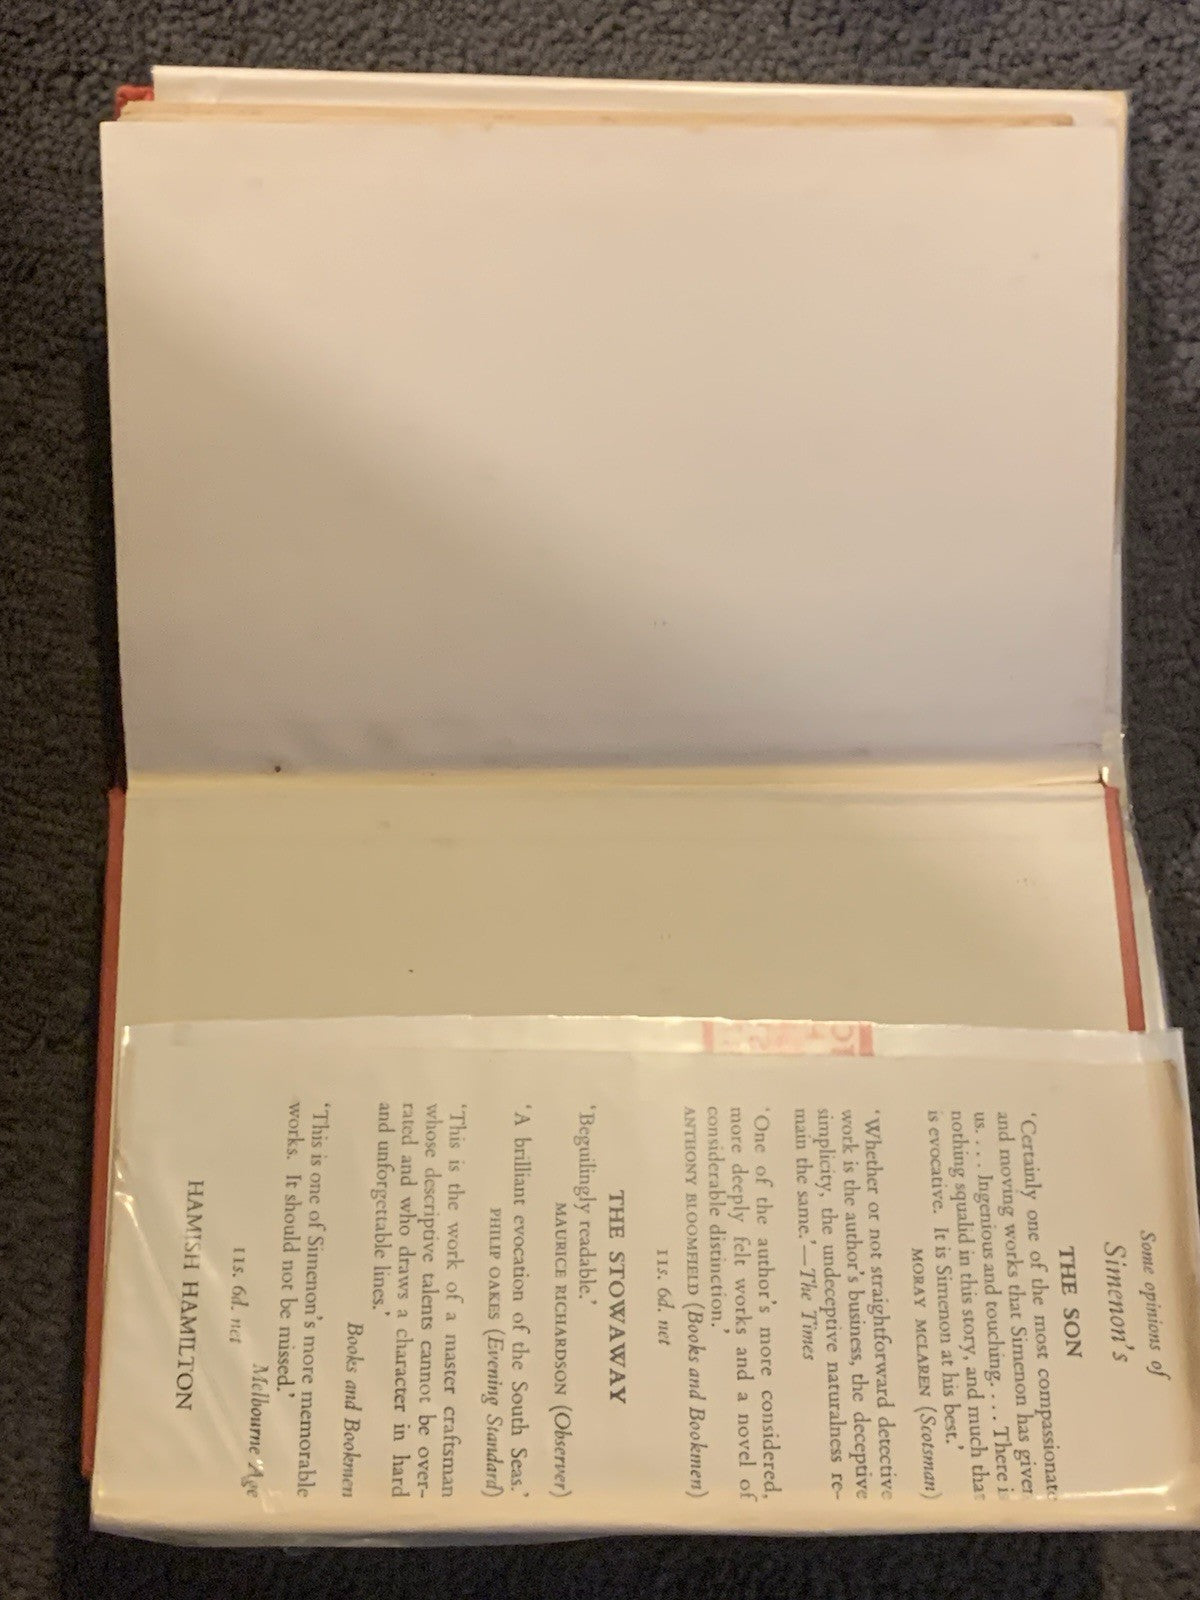 Some opinions of
Simenon's
THE SON
'Certainly one of the most compassionate
and moving works that Simenon has given
us. . . . Ingenious and touching. . . . There is
nothing squalid in this story, and much that
is evocative. It is Simenon at his best.'
MORAY MCLAREN (Scotsman)
'Whether or not straightforward detective
work is the author's business, the deceptive
simplicity, the undeceptive naturalness re-
main the same.'—The Times
'One of the author's more considered,
more deeply felt works and a novel of
considerable distinction.'
ANTHONY BLOOMFIELD (Books and Bookmen)
11s. 6d. net
THE STOWAWAY
'Beguilingly readable.'
MAURICE RICHARDSON (Observer)
'A brilliant evocation of the South Seas.'
PHILIP OAKES (Evening Standard)
'This is the work of a master craftsman
whose descriptive talents cannot be over-
rated and who draws a character in hard
and unforgettable lines.'
Books and Bookmen
'This is one of Simenon's more memorable
works. It should not be missed.'
Melbourne Age
11s. 6d. net
HAMISH HAMILTON